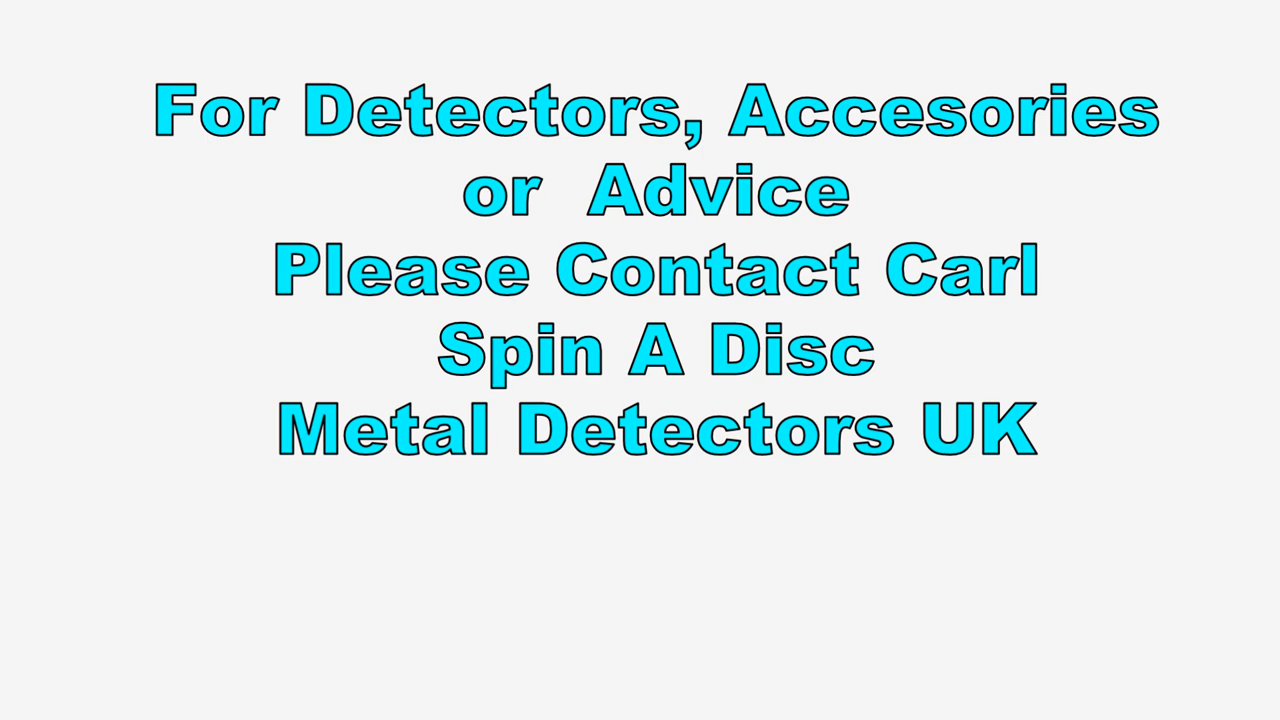 For Detectors, Accesories
or  Advice
Please Contact Carl
Spin A Disc
Metal Detectors UK